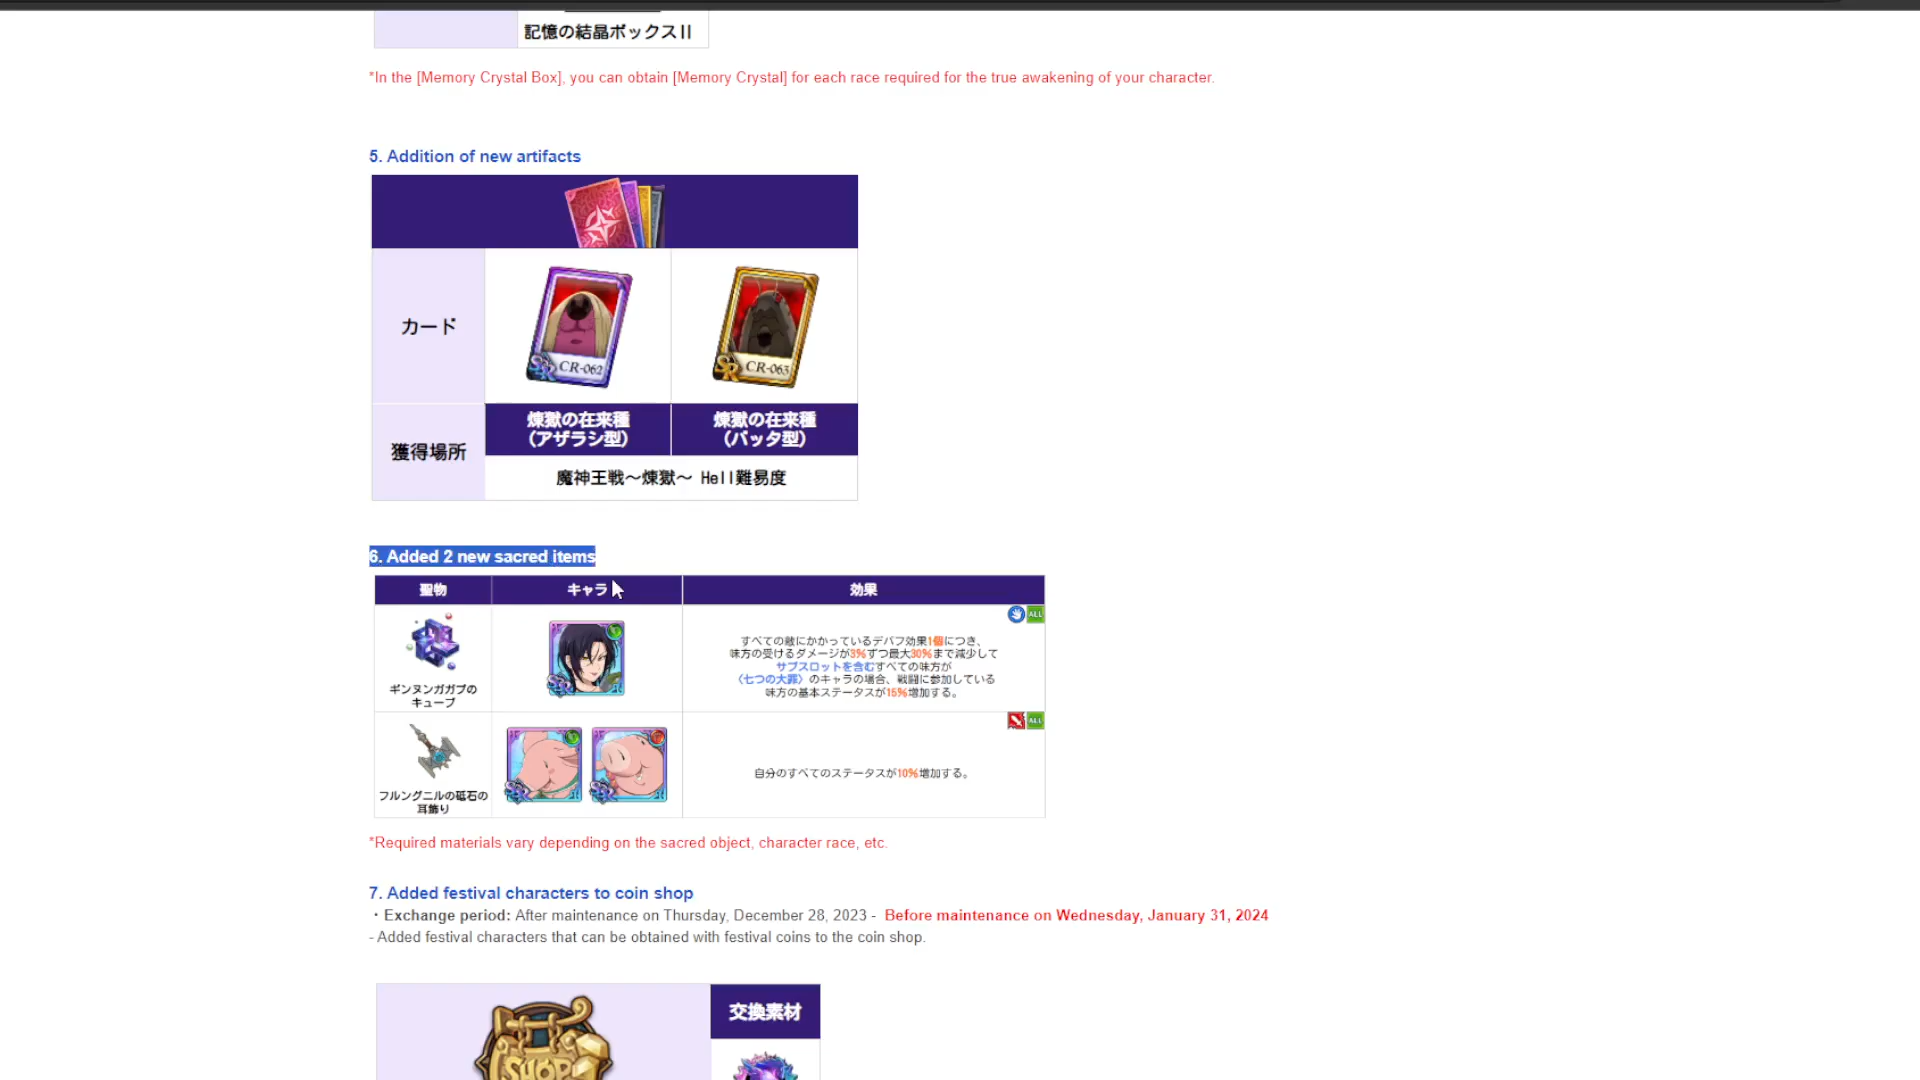 記憶の結晶ボックスII
*In the [Memory Crystal Box], you can obtain [Memory Crystal] for each race required for the true awakening of your character.
5. Addition of new artifacts
カード
SSR CR-062
SR CR-063
獲得場所
煉獄の在来種
(アザラシ型)
煉獄の在来種
(バッタ型)
魔神王戦～煉獄～ Hell難易度
6. Added 2 new sacred items
聖物
キャラ
効果
ALL
ギンヌンガガプの
キューブ
SSR
すべての敵にかかっているデバフ効果1個につき、
味方の受けるダメージが3%ずつ最大30%まで減少して
サブスロットを含むすべての味方が
〈七つの大罪〉のキャラの場合、戦闘に参加している
味方の基本ステータスが15%増加する。
ALL
フルングニルの砥石の
耳飾り
SSR
SSR
自分のすべてのステータスが10%増加する。
*Required materials vary depending on the sacred object, character race, etc.
7. Added festival characters to coin shop
・Exchange period: After maintenance on Thursday, December 28, 2023 - Before maintenance on Wednesday, January 31, 2024
- Added festival characters that can be obtained with festival coins to the coin shop.
SHOP
交換素材